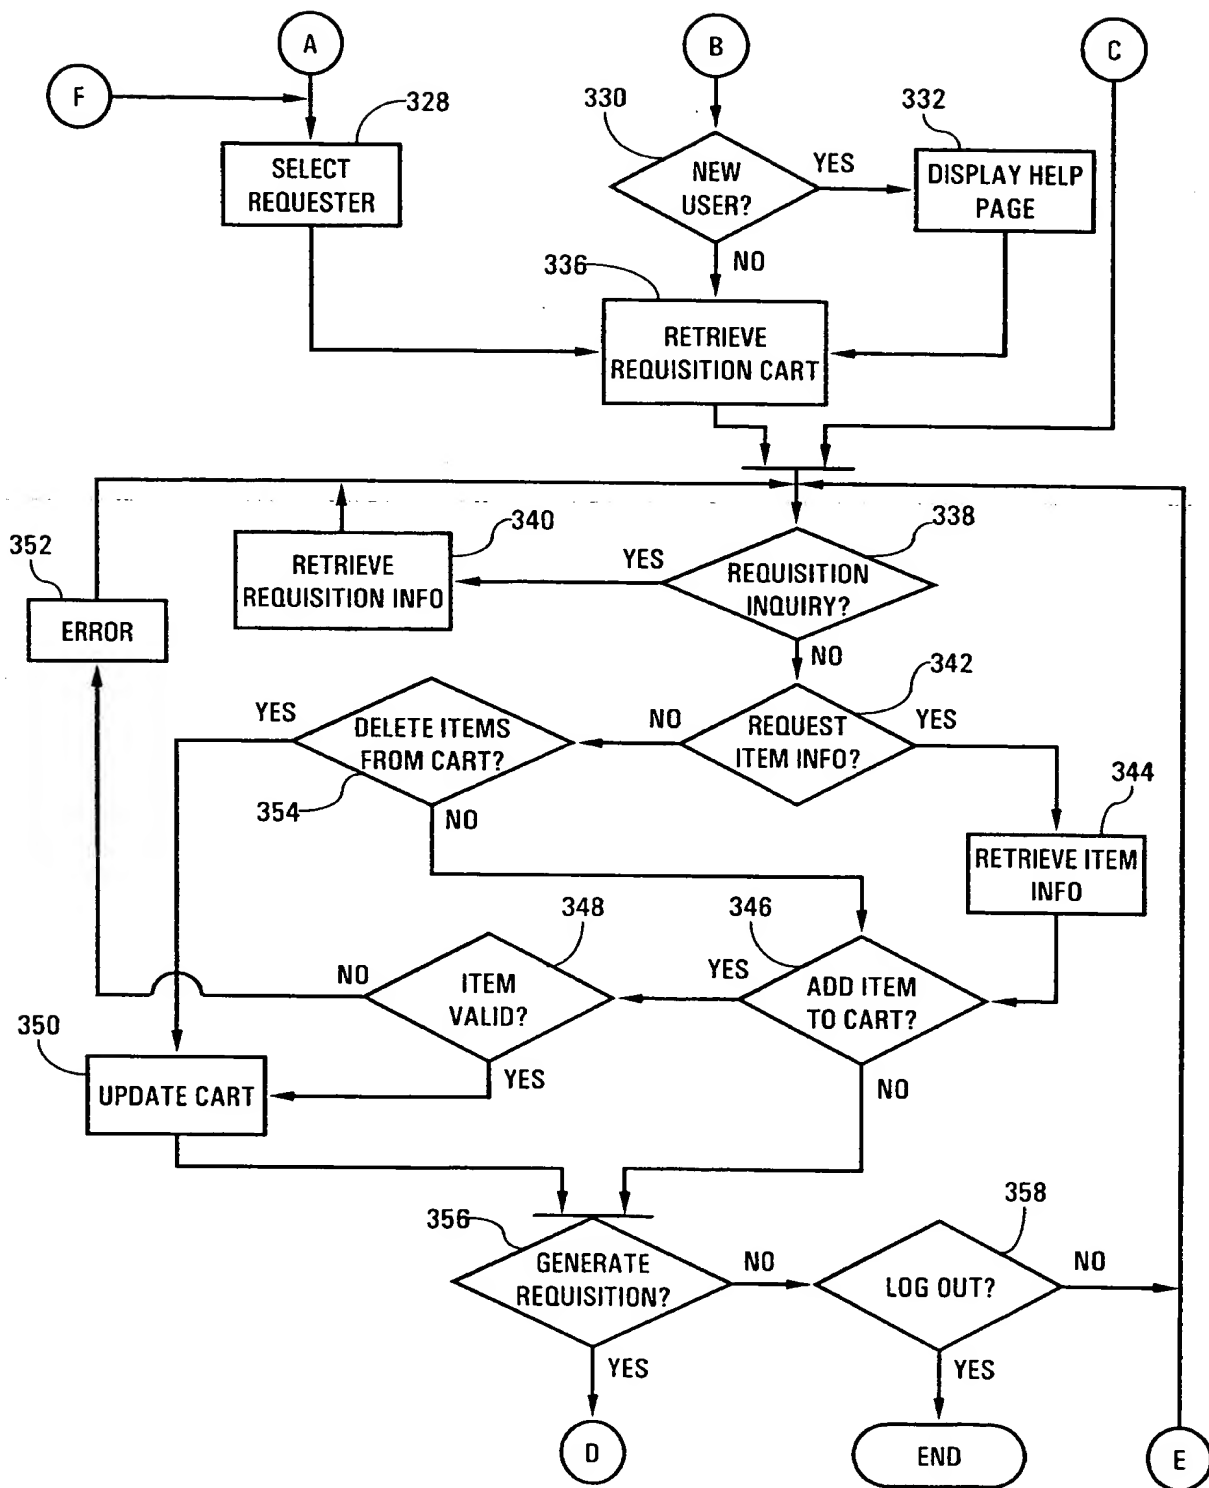 A
B
C
F
328
330
332
SELECT
REQUESTER
NEW
USER?
YES
DISPLAY HELP
PAGE
NO
336
RETRIEVE
REQUISITION CART
340
338
352
RETRIEVE
REQUISITION INFO
YES
REQUISITION
INQUIRY?
ERROR
NO
342
YES
DELETE ITEMS
FROM CART?
NO
REQUEST
ITEM INFO?
YES
354
NO
344
RETRIEVE ITEM
INFO
348
346
NO
ITEM
VALID?
YES
ADD ITEM
TO CART?
350
UPDATE CART
YES
NO
356
358
GENERATE
REQUISITION?
NO
LOG OUT?
NO
YES
YES
D
END
E